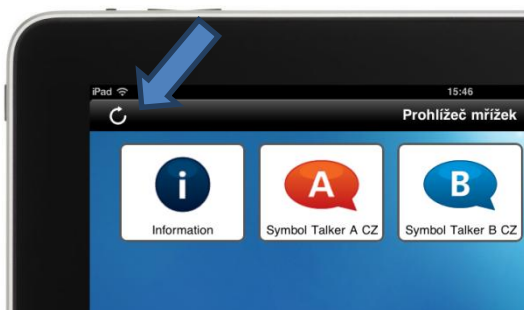 iPad 15:46
Prohlížeč mřížek
i A B
Information Symbol Talker A CZ Symbol Talker B CZ